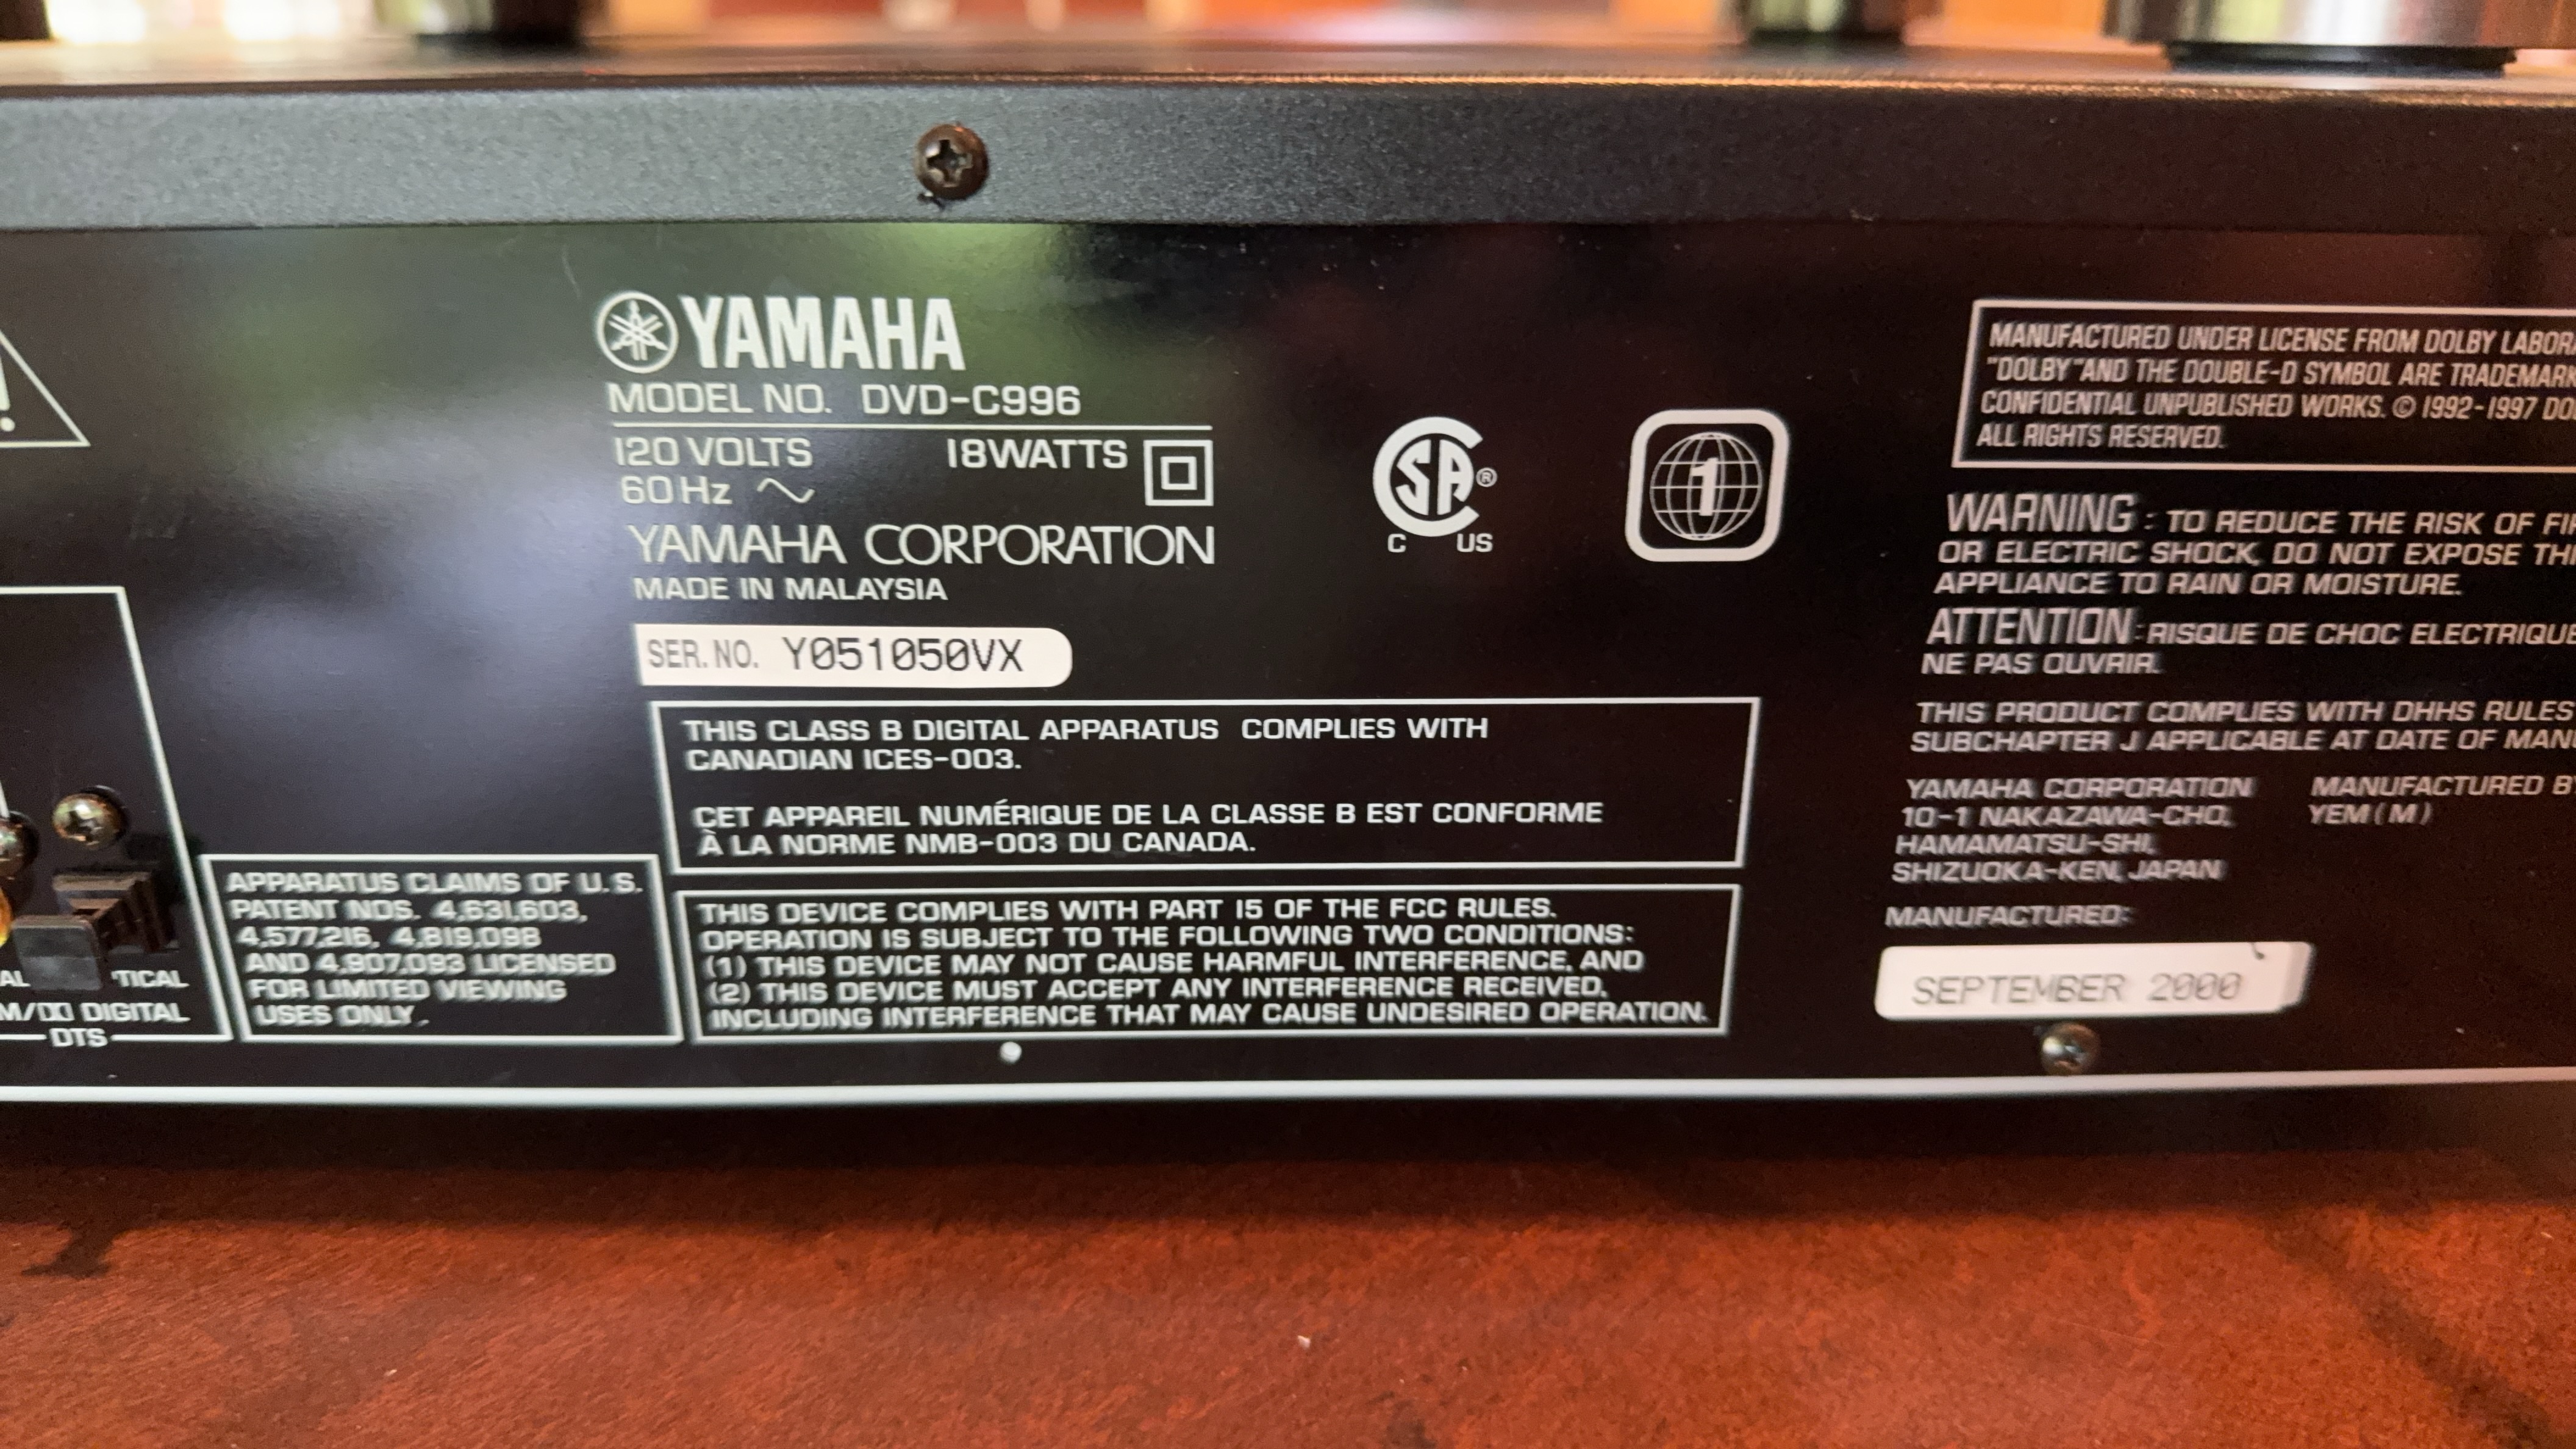 YAMAHA
MODEL NO. DVD-C996
120 VOLTS 18WATTS
60Hz
YAMAHA CORPORATION
MADE IN MALAYSIA
SER. NO. Y051050VX
SA
®
C US
1
THIS CLASS B DIGITAL APPARATUS COMPLIES WITH
CANADIAN ICES-003.
CET APPAREIL NUMÉRIQUE DE LA CLASSE B EST CONFORME
À LA NORME NMB-003 DU CANADA.
THIS DEVICE COMPLIES WITH PART 15 OF THE FCC RULES.
OPERATION IS SUBJECT TO THE FOLLOWING TWO CONDITIONS:
(1) THIS DEVICE MAY NOT CAUSE HARMFUL INTERFERENCE, AND
(2) THIS DEVICE MUST ACCEPT ANY INTERFERENCE RECEIVED,
INCLUDING INTERFERENCE THAT MAY CAUSE UNDESIRED OPERATION.
APPARATUS CLAIMS OF U.S.
PATENT NOS. 4,631,603,
4,577,216, 4,819,098
AND 4,907,093 LICENSED
FOR LIMITED VIEWING
USES ONLY.
DIGITAL
DTS
MANUFACTURED UNDER LICENSE FROM DOLBY
"DOLBY" AND THE DOUBLE-D SYMBOL ARE
CONFIDENTIAL UNPUBLISHED WORKS. © 1992-1997
ALL RIGHTS RESERVED.
WARNING : TO REDUCE THE RISK OF
OR ELECTRIC SHOCK, DO NOT EXPOSE
APPLIANCE TO RAIN OR MOISTURE.
ATTENTION : RISQUE DE CHOC ELECTRIQUE
NE PAS OUVRIR.
THIS PRODUCT COMPLIES WITH DHHS RULES
SUBCHAPTER J APPLICABLE AT DATE OF
YAMAHA CORPORATION
10-1 NAKAZAWA-CHO,
HAMAMATSU-SHI,
SHIZUOKA-KEN, JAPAN
MANUFACTURED BY
YEM (M)
MANUFACTURED:
SEPTEMBER 2000